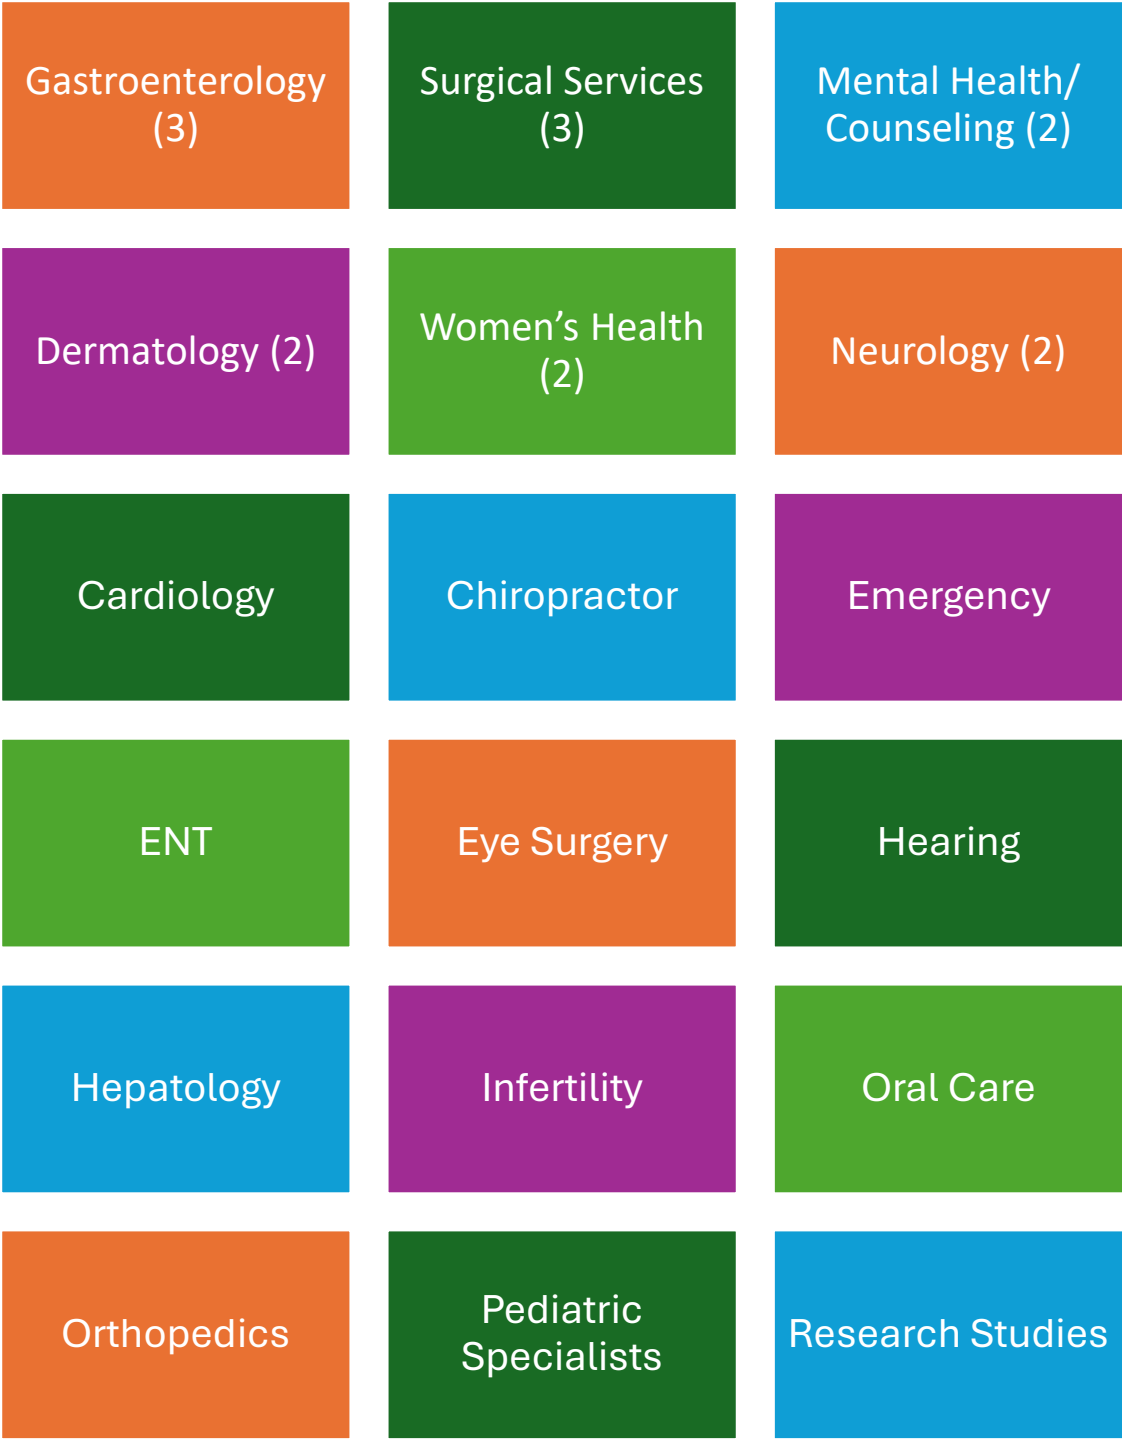 Gastroenterology
(3)
Surgical Services
(3)
Mental Health/
Counseling (2)
Dermatology (2)
Women’s Health
(2)
Neurology (2)
Cardiology
Chiropractor
Emergency
ENT
Eye Surgery
Hearing
Hepatology
Infertility
Oral Care
Orthopedics
Pediatric
Specialists
Research Studies